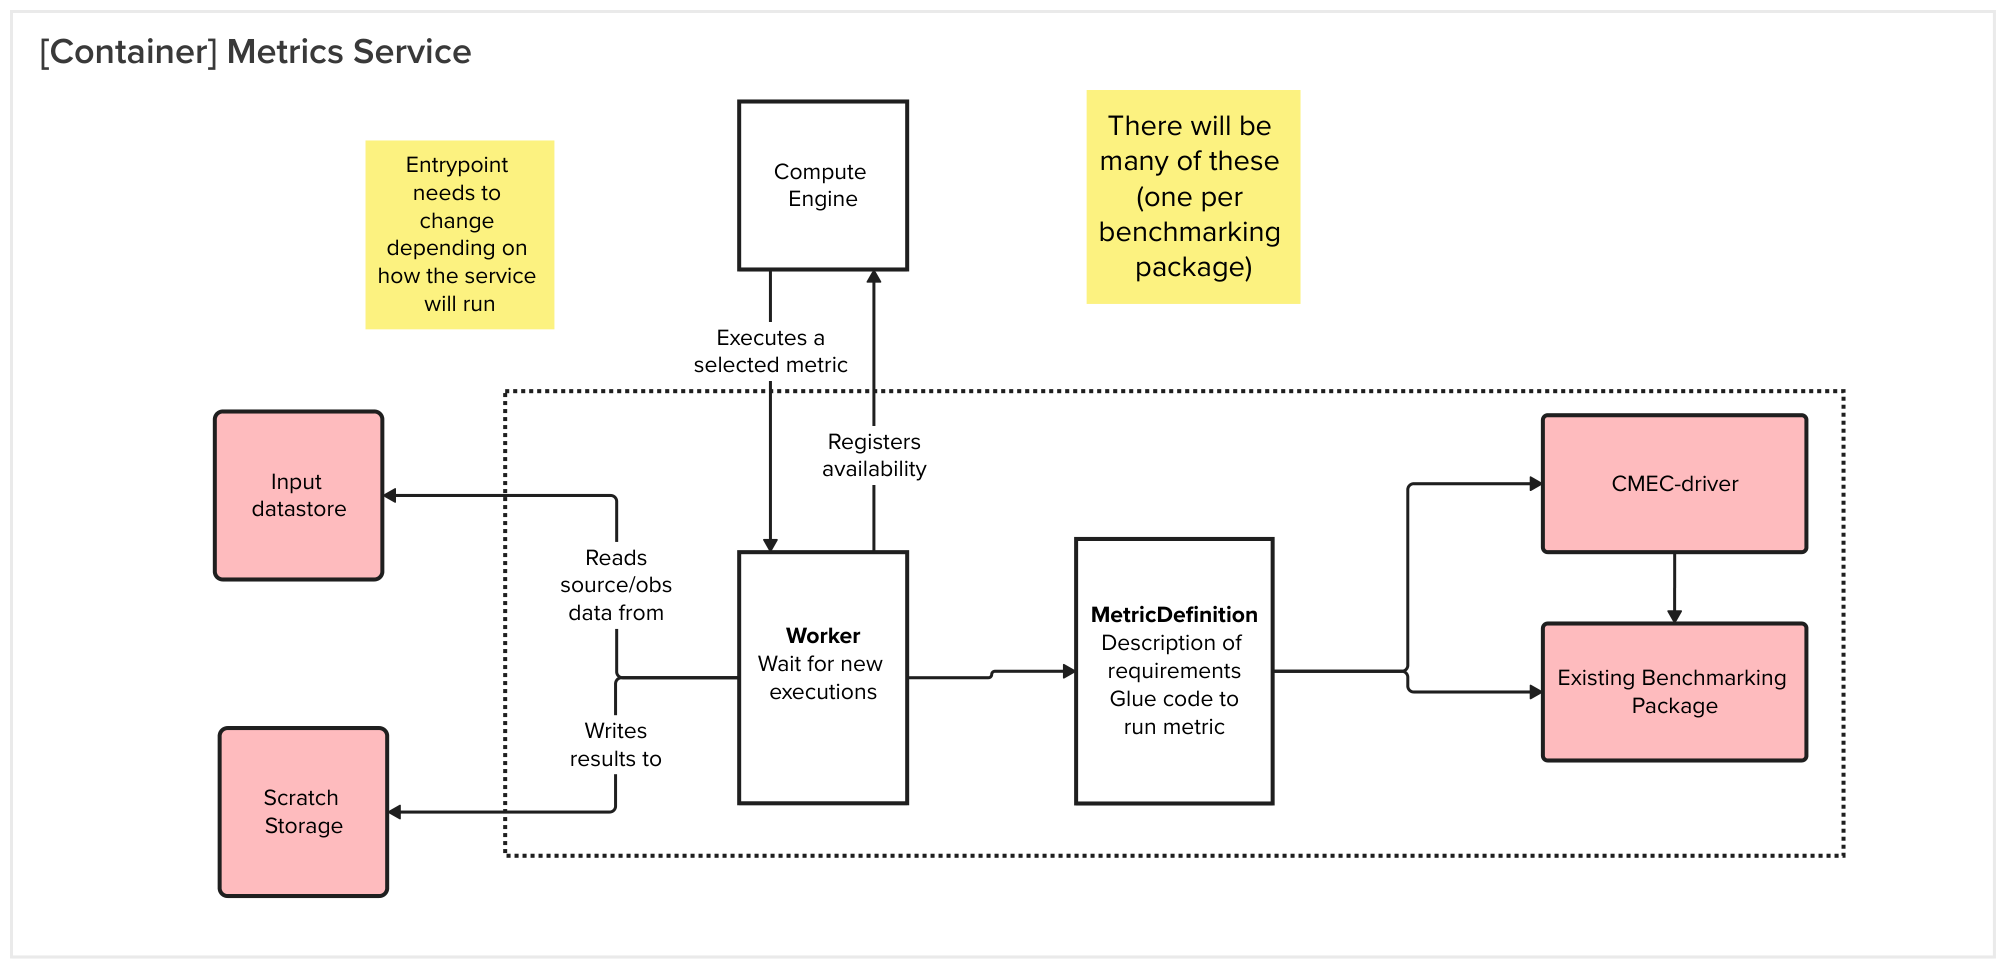 [Container] Metrics Service
Entrypoint
needs to
change
depending on
how the service
will run
Compute
Engine
There will be
many of these
(one per
benchmarking
package)
Executes a
selected metric
Registers
availability
Input
datastore
Reads
source/obs
data from
Writes
results to
Scratch
Storage
Worker
Wait for new
executions
MetricDefinition
Description of
requirements
Glue code to
run metric
CMEC-driver
Existing Benchmarking
Package